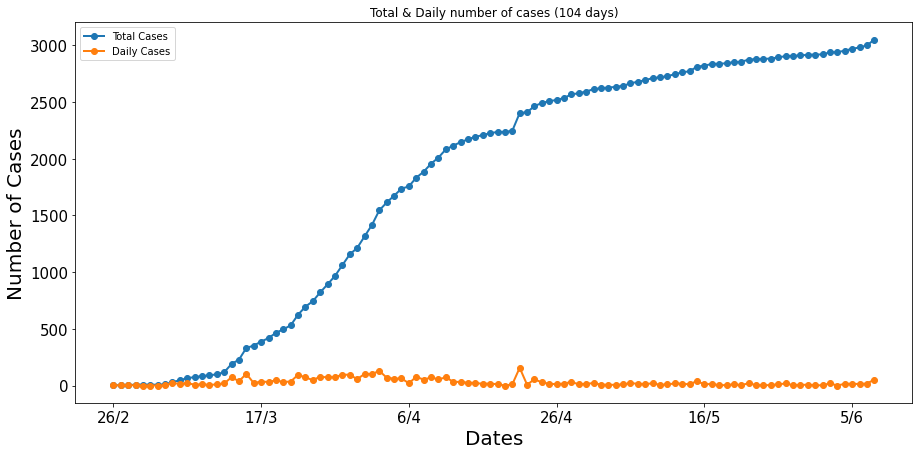 Total & Daily number of cases (104 days)
Total Cases
Daily Cases
Number of Cases
3000
2500
2000
1500
1000
500
0
26/2 17/3 6/4 26/4 16/5 5/6
Dates